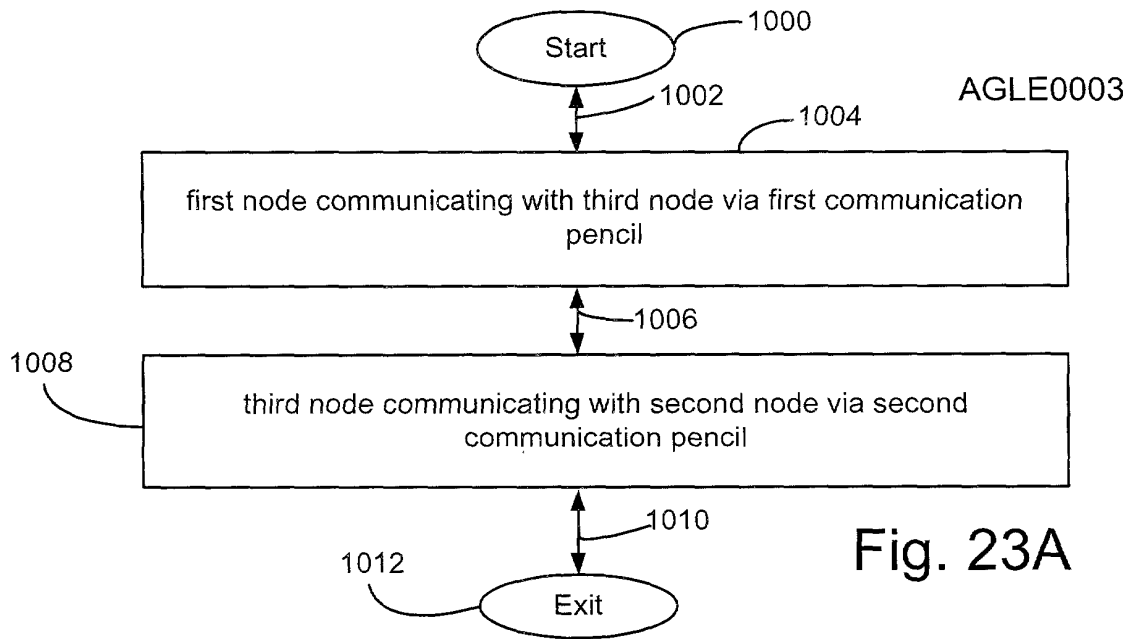 Start
1000
1002
AGLE0003
1004
first node communicating with third node via first communication
pencil
1006
1008
third node communicating with second node via second
communication pencil
1010
Fig. 23A
1012
Exit